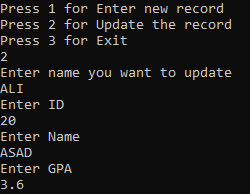 Press 1 for Enter new record
Press 2 for Update the record
Press 3 for Exit
2
Enter name you want to update
ALI
Enter ID
20
Enter Name
ASAD
Enter GPA
3.6